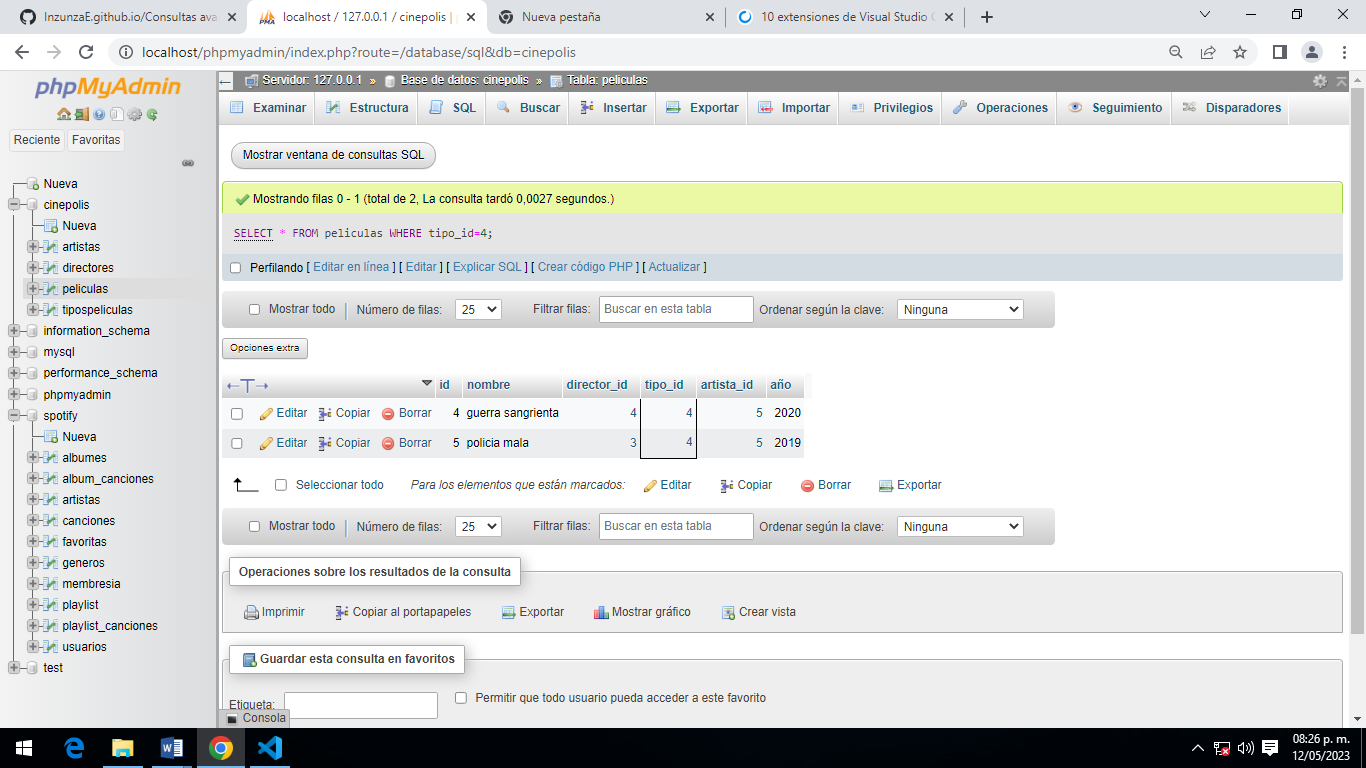 InzunzaE.github.io/Consultas ava
localhost / 127.0.0.1 / cinepolis |
Nueva pestaña
10 extensiones de Visual Studio
localhost/phpmyadmin/index.php?route=/database/sql&db=cinepolis
phpMyAdmin
Reciente Favoritas
Nueva
cinepolis
Nueva
artistas
directores
peliculas
tipospeliculas
information_schema
mysql
performance_schema
phpmyadmin
spotify
Nueva
albumes
album_canciones
artistas
canciones
favoritas
generos
membresia
playlist
playlist_canciones
usuarios
test
Servidor: 127.0.0.1 » Base de datos: cinepolis » Tabla: peliculas
Examinar Estructura SQL Buscar Insertar Exportar Importar Privilegios Operaciones Seguimiento Disparadores
Mostrar ventana de consultas SQL
Mostrando filas 0 - 1 (total de 2, La consulta tardó 0,0027 segundos.)
SELECT * FROM peliculas WHERE tipo_id=4;
Perfilando [ Editar en línea ] [ Editar ] [ Explicar SQL ] [ Crear código PHP ] [ Actualizar ]
Mostrar todo Número de filas: 25 Filtrar filas: Buscar en esta tabla Ordenar según la clave: Ninguna
Opciones extra
←T→ id nombre director_id tipo_id artista_id año
Editar Copiar Borrar 4 guerra sangrienta 4 4 5 2020
Editar Copiar Borrar 5 policia mala 3 4 5 2019
Seleccionar todo Para los elementos que están marcados: Editar Copiar Borrar Exportar
Mostrar todo Número de filas: 25 Filtrar filas: Buscar en esta tabla Ordenar según la clave: Ninguna
Operaciones sobre los resultados de la consulta
Imprimir Copiar al portapapeles Exportar Mostrar gráfico Crear vista
Guardar esta consulta en favoritos
Etiqueta: Permitir que todo usuario pueda acceder a este favorito
Consola
08:26 p. m.
12/05/2023